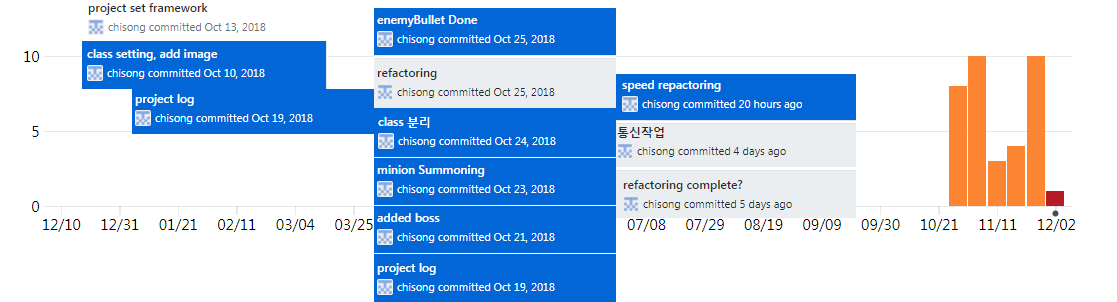 project set framework
chisong committed Oct 13, 2018
class setting, add image
chisong committed Oct 10, 2018
project log
chisong committed Oct 19, 2018
enemyBullet Done
chisong committed Oct 25, 2018
refactoring
chisong committed Oct 25, 2018
class 분리
chisong committed Oct 24, 2018
minion Summoning
chisong committed Oct 23, 2018
added boss
chisong committed Oct 21, 2018
project log
chisong committed Oct 19, 2018
speed repactoring
chisong committed 20 hours ago
통신작업
chisong committed 4 days ago
refactoring complete?
chisong committed 5 days ago
10
5
0
12/10 12/31 01/21 02/11 03/04 03/25 07/08 07/29 08/19 09/09 09/30 10/21 11/11 12/02